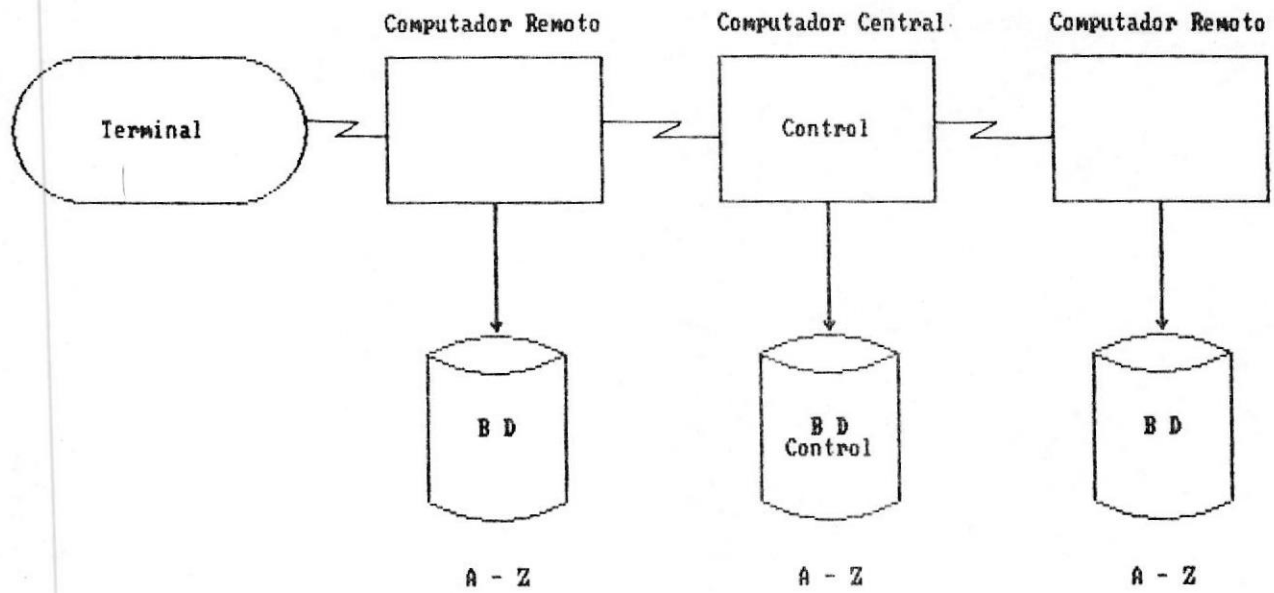 Computador Remoto
Computador Central
Computador Remoto
Terminal
Control
B D
B D
Control
B D
A - Z
A - Z
A - Z